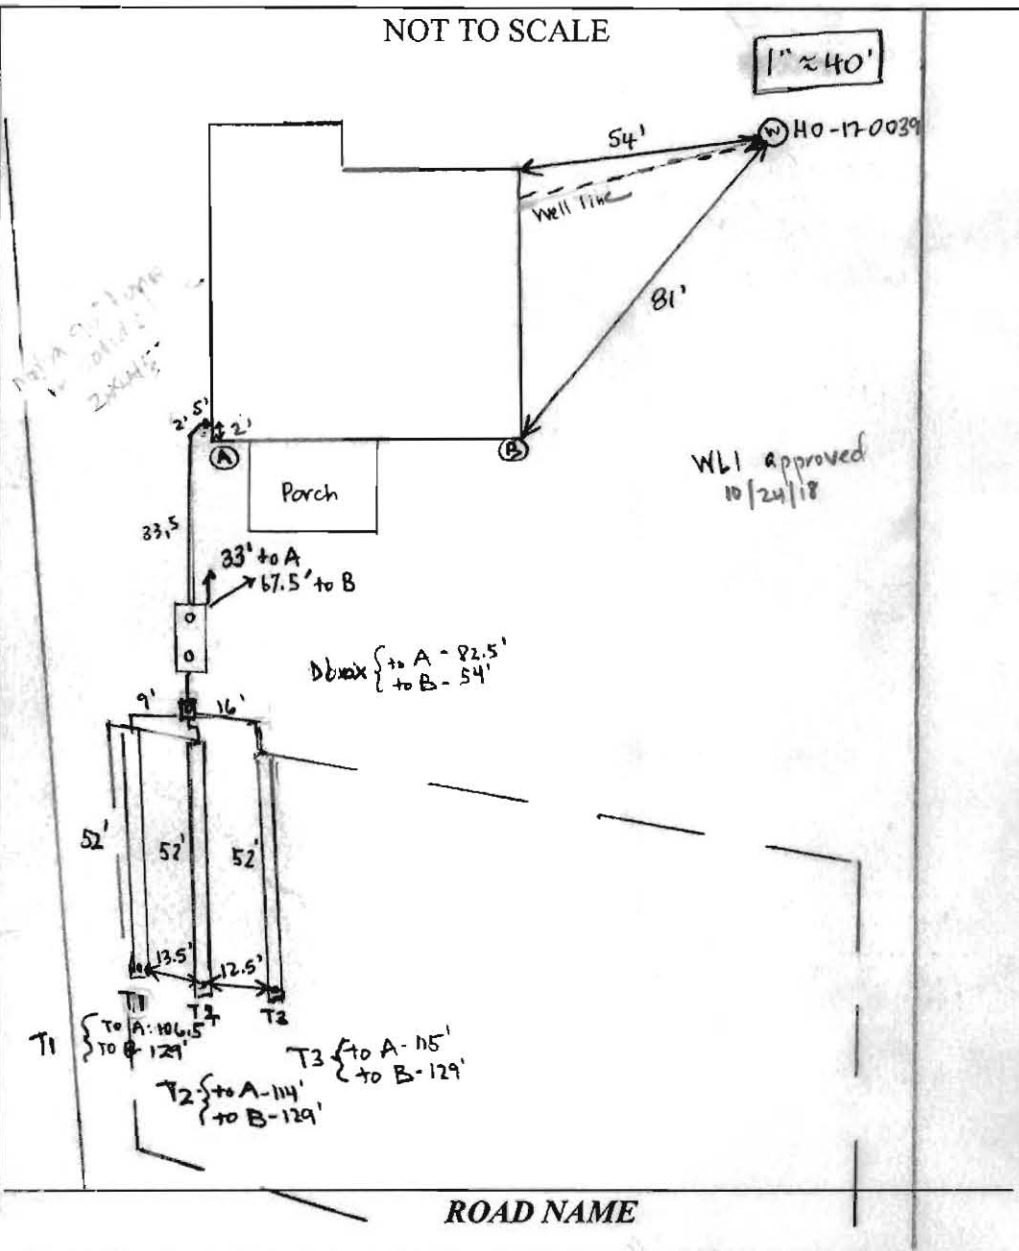 NOT TO SCALE
1" ≈ 40'
54'
W HO-17-0039
Well line
81'
2' 5' 2'
A
B
Porch
WL1 approved
10/24/18
33,5
33' to A
67.5' to B
to A - 82.5'
to B - 54'
9' 16'
52' 52' 52'
13.5' 12.5'
T1 T2 T3
T1 { TO A: 106.5'
TO B 129'
T3 { to A - 115'
to B - 129'
T2 { to A - 114'
to B - 129'
ROAD NAME